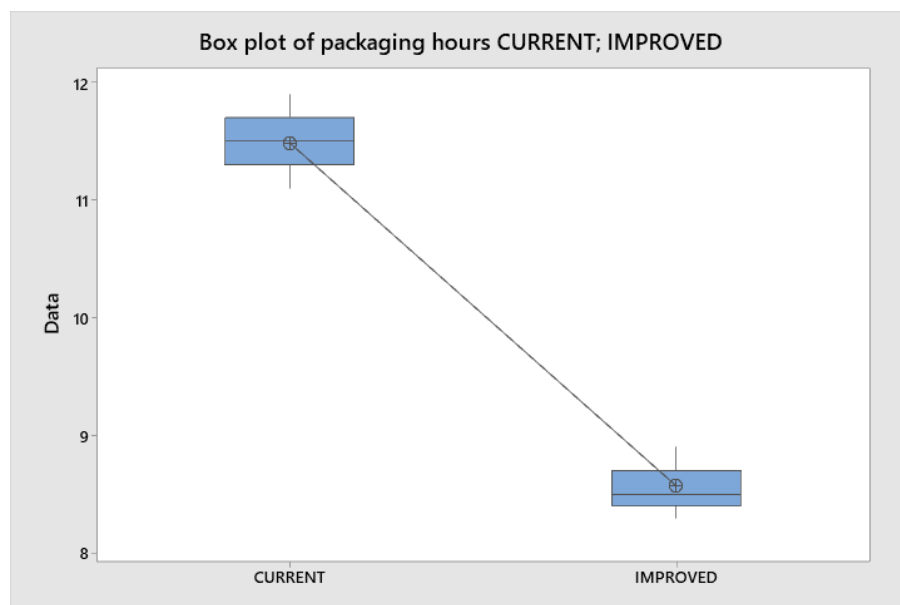 Box plot of packaging hours CURRENT; IMPROVED
12
11
10
9
8
Data
CURRENT
IMPROVED